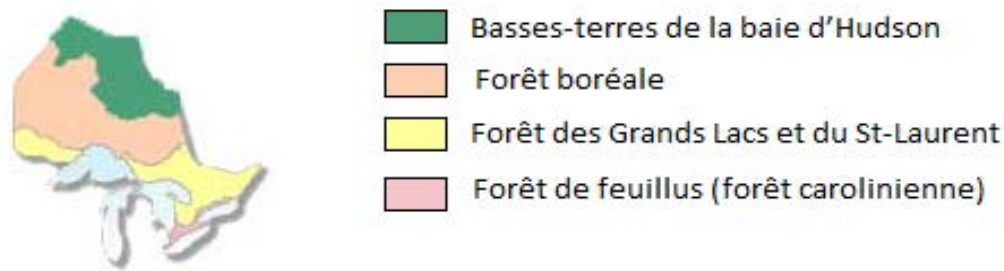 Basses-terres de la baie d’Hudson
Forêt boréale
Forêt des Grands Lacs et du St-Laurent
Forêt de feuillus (forêt carolinienne)